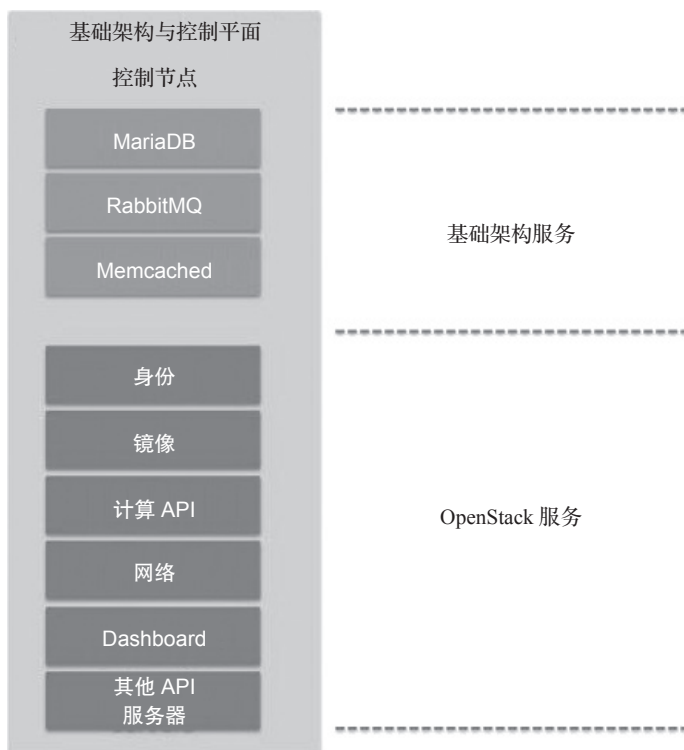 基础架构与控制平面
控制节点
MariaDB
RabbitMQ
Memcached
基础架构服务
身份
镜像
计算 API
网络
Dashboard
其他 API
服务器
OpenStack 服务